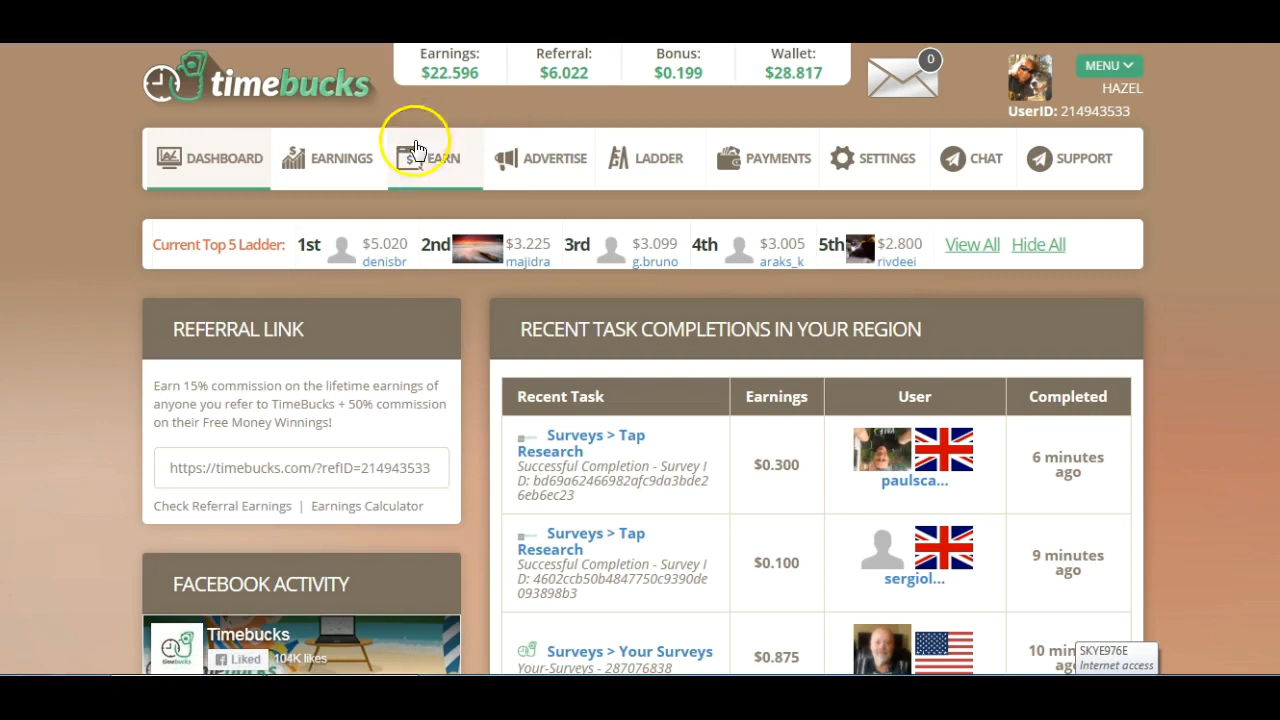 timebucks
Earnings: Referral: Bonus: Wallet:
$22.596 $6.022 $0.199 $28.817
0
MENU
HAZEL
UserID: 214943533
DASHBOARD EARNINGS EARN ADVERTISE LADDER PAYMENTS SETTINGS CHAT SUPPORT
Current Top 5 Ladder: 1st $5.020 2nd $3.225 3rd $3.099 4th $3.005 5th $2.800 View All Hide All
denisbr majidra g.bruno araks_k rivdeei
REFERRAL LINK
Earn 15% commission on the lifetime earnings of
anyone you refer to TimeBucks + 50% commission
on their Free Money Winnings!
https://timebucks.com/?refID=214943533
Check Referral Earnings | Earnings Calculator
FACEBOOK ACTIVITY
Timebucks
Liked 104K likes
timebucks
RECENT TASK COMPLETIONS IN YOUR REGION
Recent Task Earnings User Completed
Surveys > Tap
Research
Successful Completion - Survey I
D: bd69a62466982afc9da3bde2
6eb6ec23
$0.300
paulsca...
6 minutes
ago
Surveys > Tap
Research
Successful Completion - Survey I
D: 4602ccb50b4847750c9390de
093898b3
$0.100
sergiol...
9 minutes
ago
Surveys > Your Surveys
Your-Surveys - 287076838
$0.875
10 min
ago
SKYE976E
Internet access